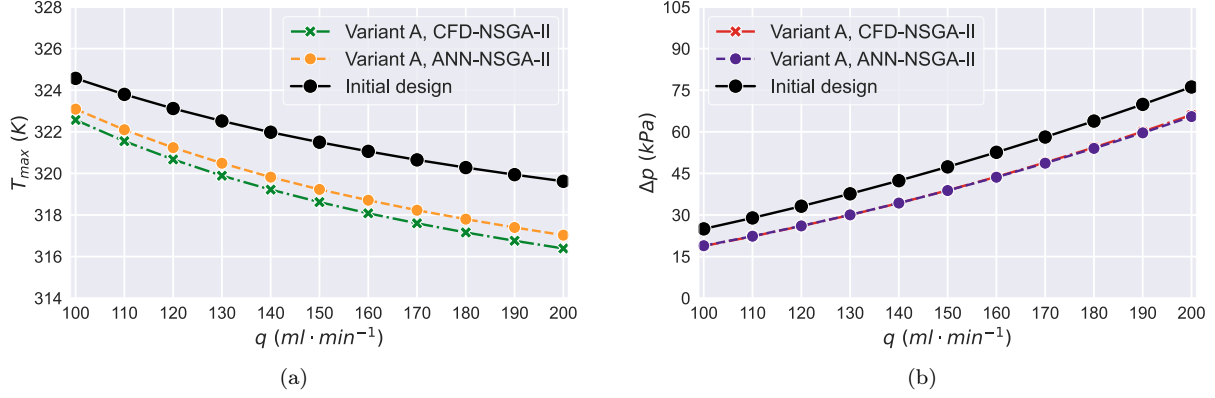 328
326
324
322
320
318
316
314
T_max (K)
Variant A, CFD-NSGA-II
Variant A, ANN-NSGA-II
Initial design
100 110 120 130 140 150 160 170 180 190 200
q (ml · min⁻¹)
(a)
105
90
75
60
45
30
15
0
Δp (kPa)
Variant A, CFD-NSGA-II
Variant A, ANN-NSGA-II
Initial design
100 110 120 130 140 150 160 170 180 190 200
q (ml · min⁻¹)
(b)